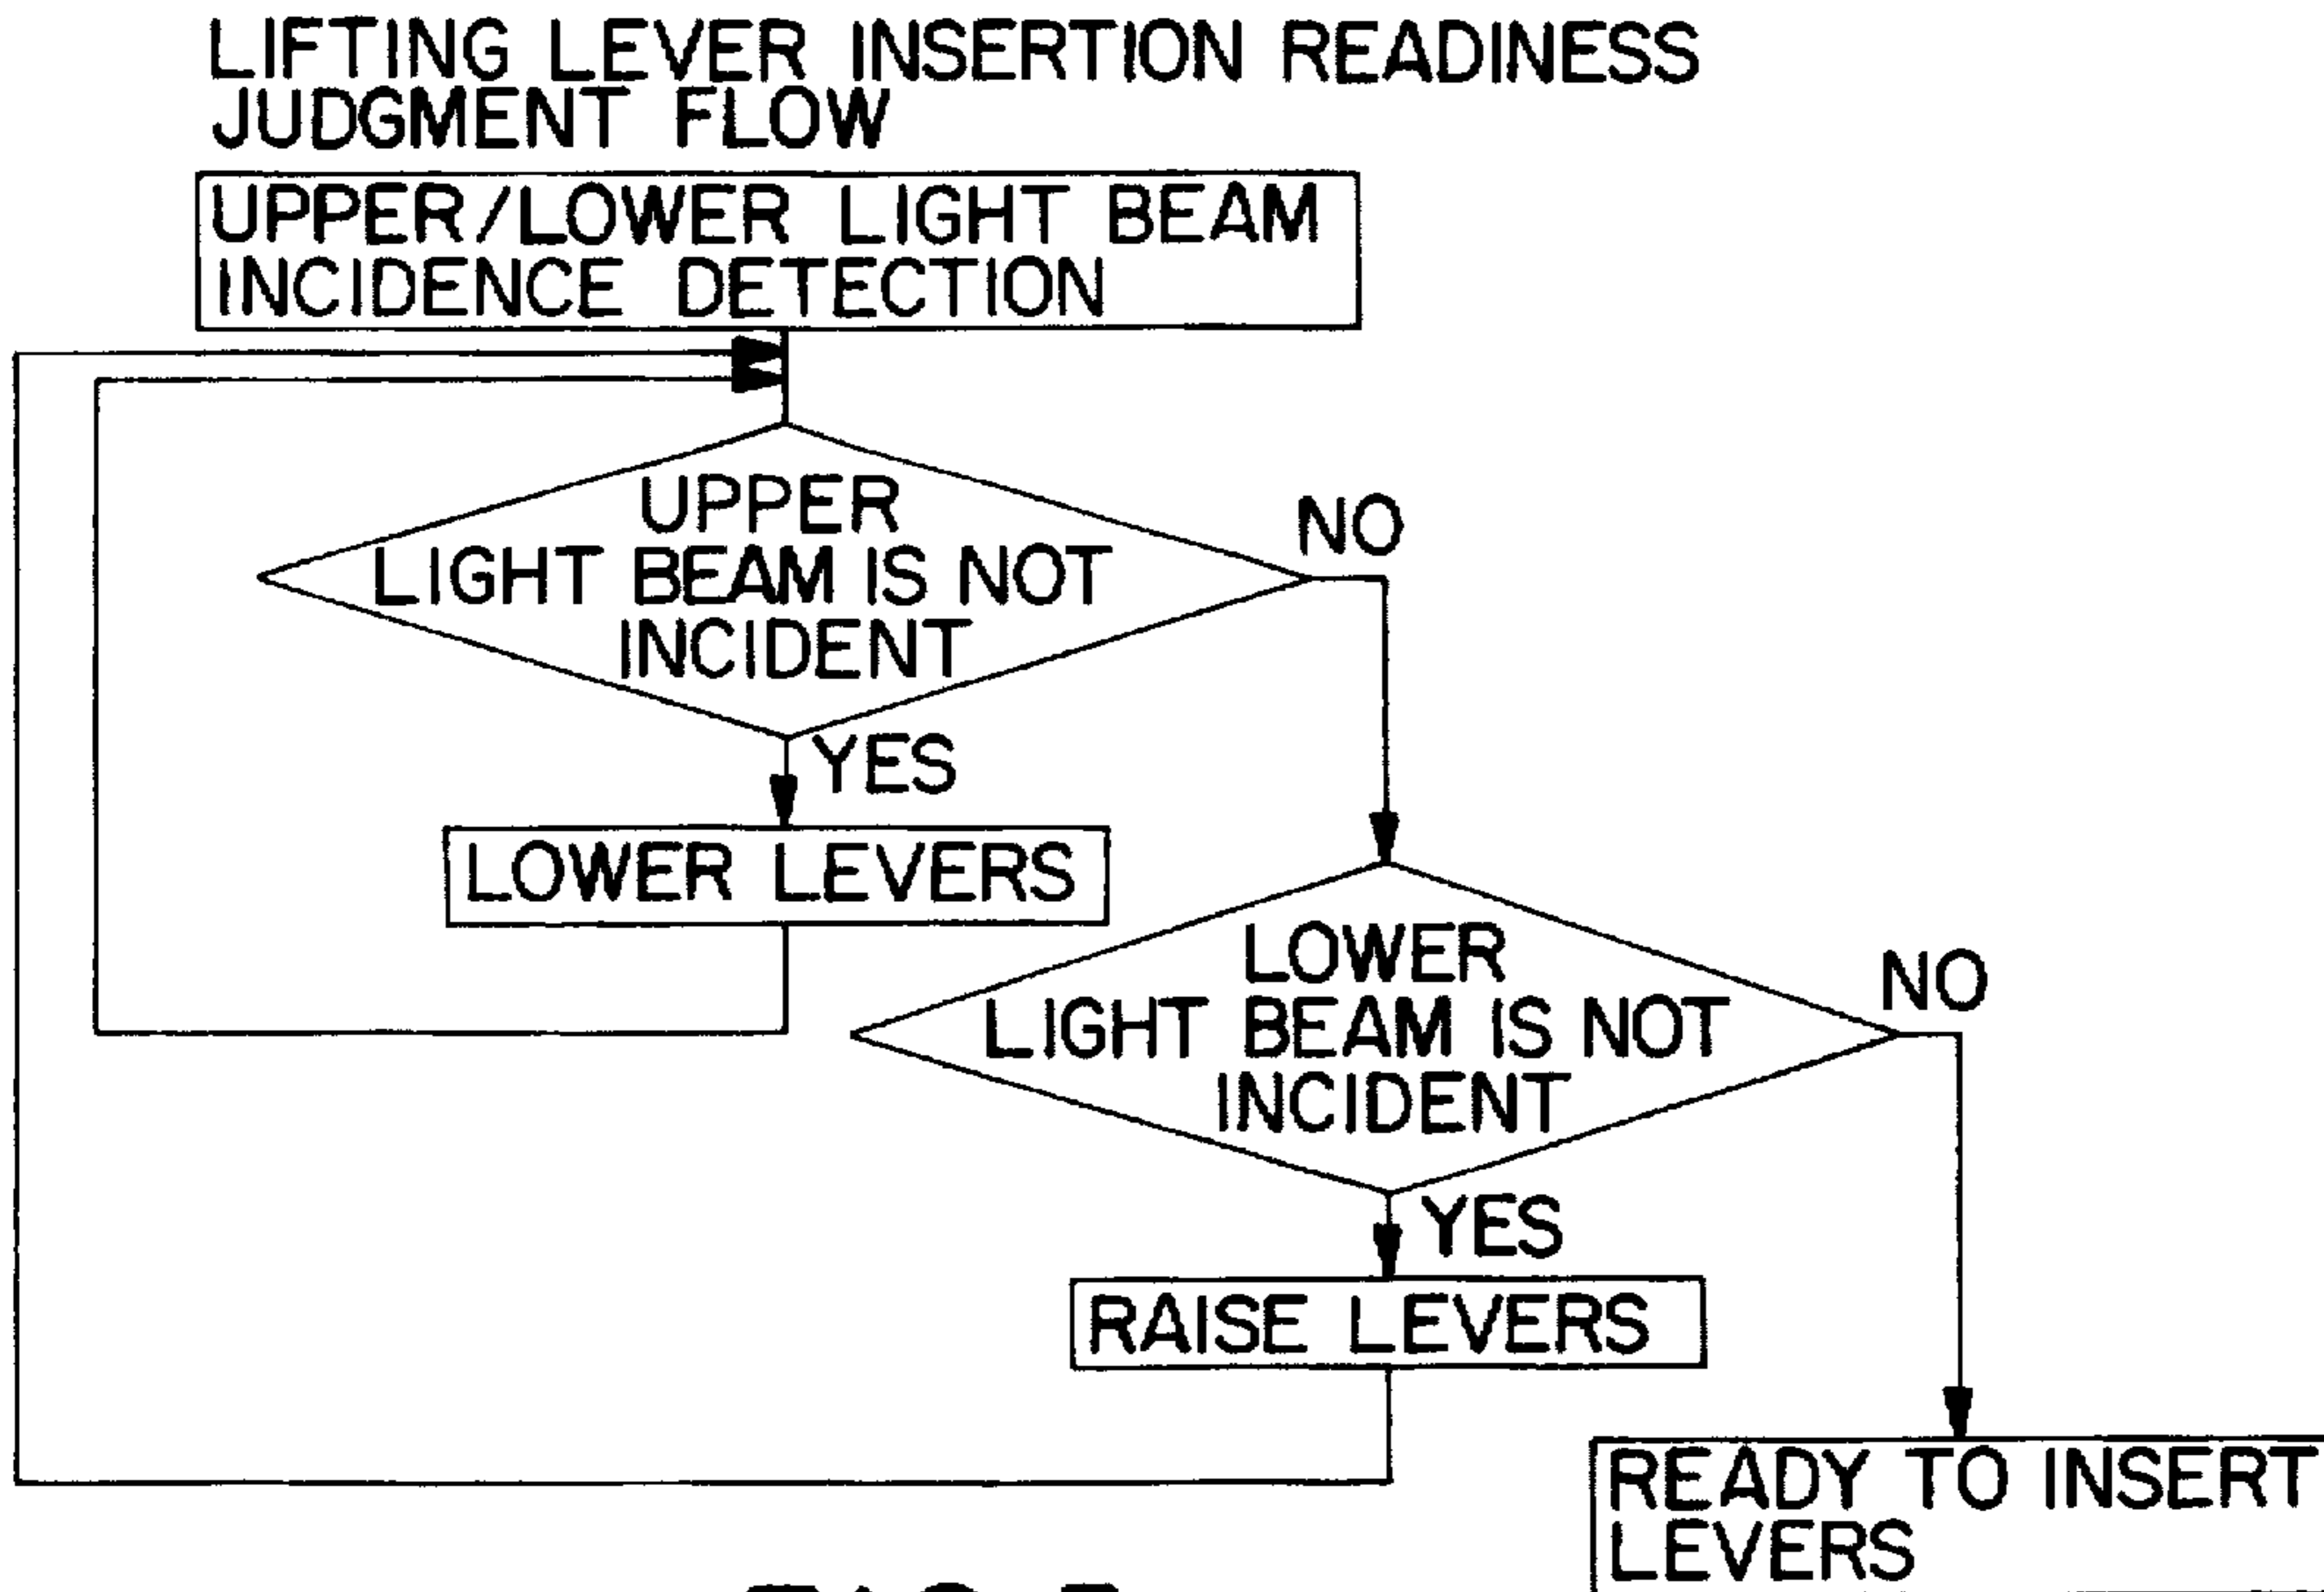 LIFTING LEVER INSERTION READINESS
JUDGMENT FLOW
UPPER/LOWER LIGHT BEAM
INCIDENCE DETECTION
UPPER
LIGHT BEAM IS NOT
INCIDENT
NO
YES
LOWER LEVERS
LOWER
LIGHT BEAM IS NOT
INCIDENT
NO
YES
RAISE LEVERS
READY TO INSERT
LEVERS